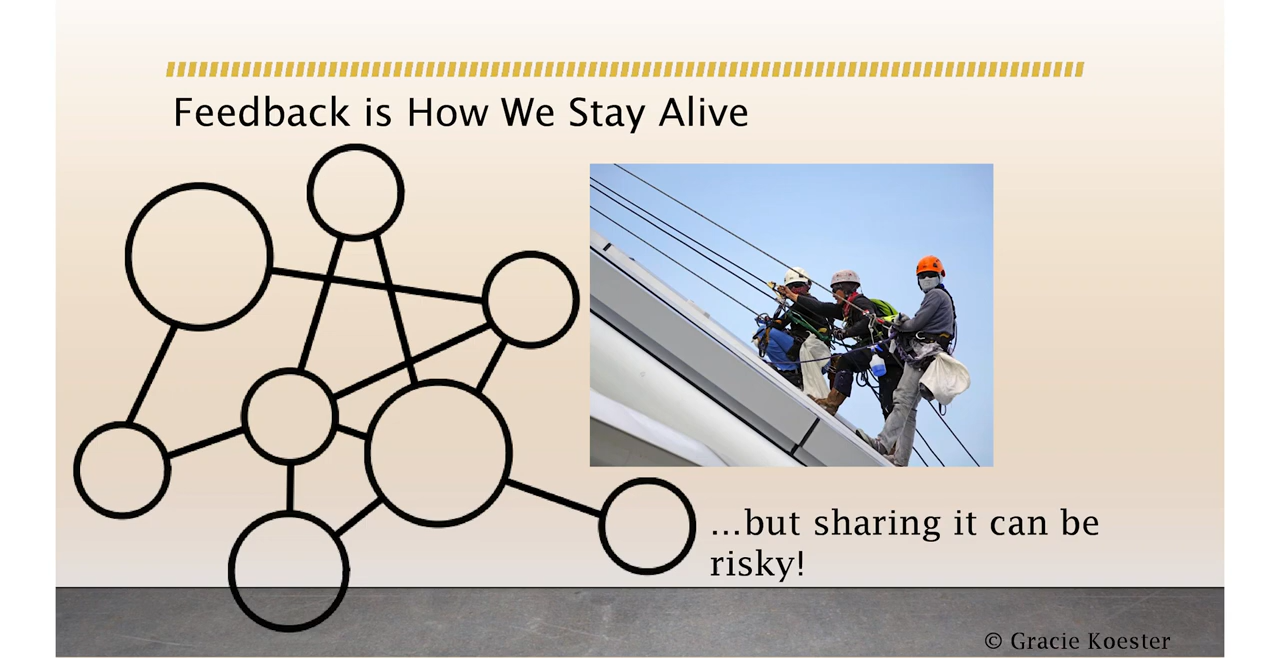 Feedback is How We Stay Alive
...but sharing it can be
risky!
© Gracie Koester